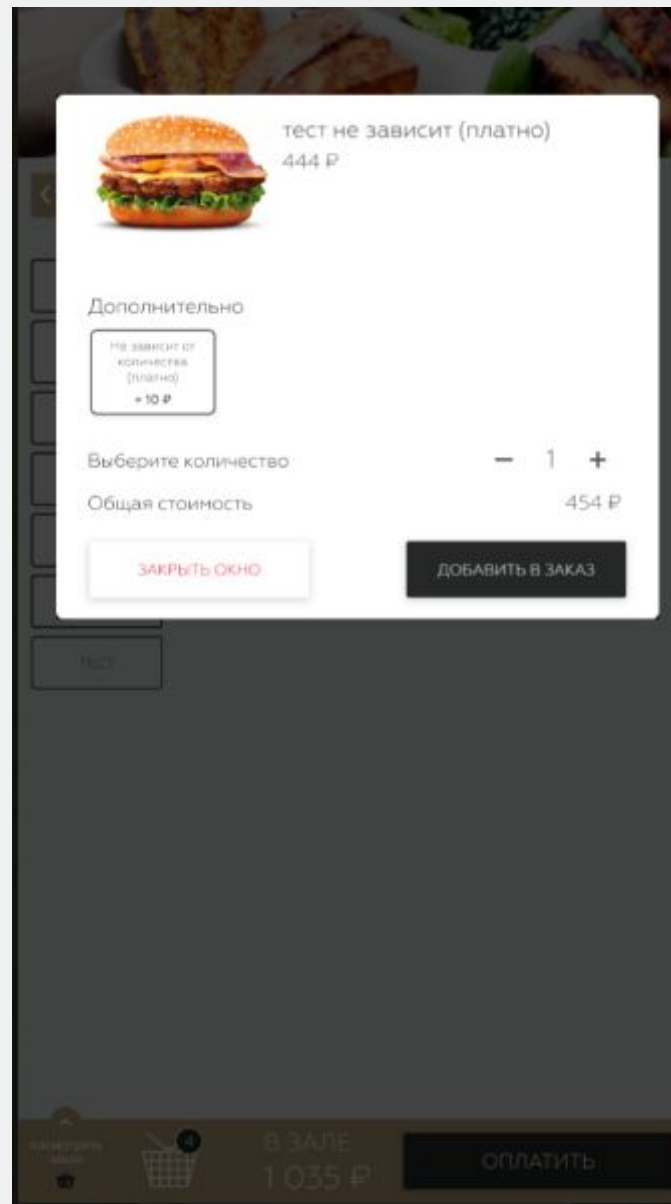 тест не зависит (платно)
444 ₽
Дополнительно
Не зависит от
количества
(платно)
+ 10 ₽
Выберите количество
— 1 +
Общая стоимость 454 ₽
ЗАКРЫТЬ ОКНО ДОБАВИТЬ В ЗАКАЗ
ТЕСТ
4
В ЗАЛЕ
1 035 ₽
ОПЛАТИТЬ